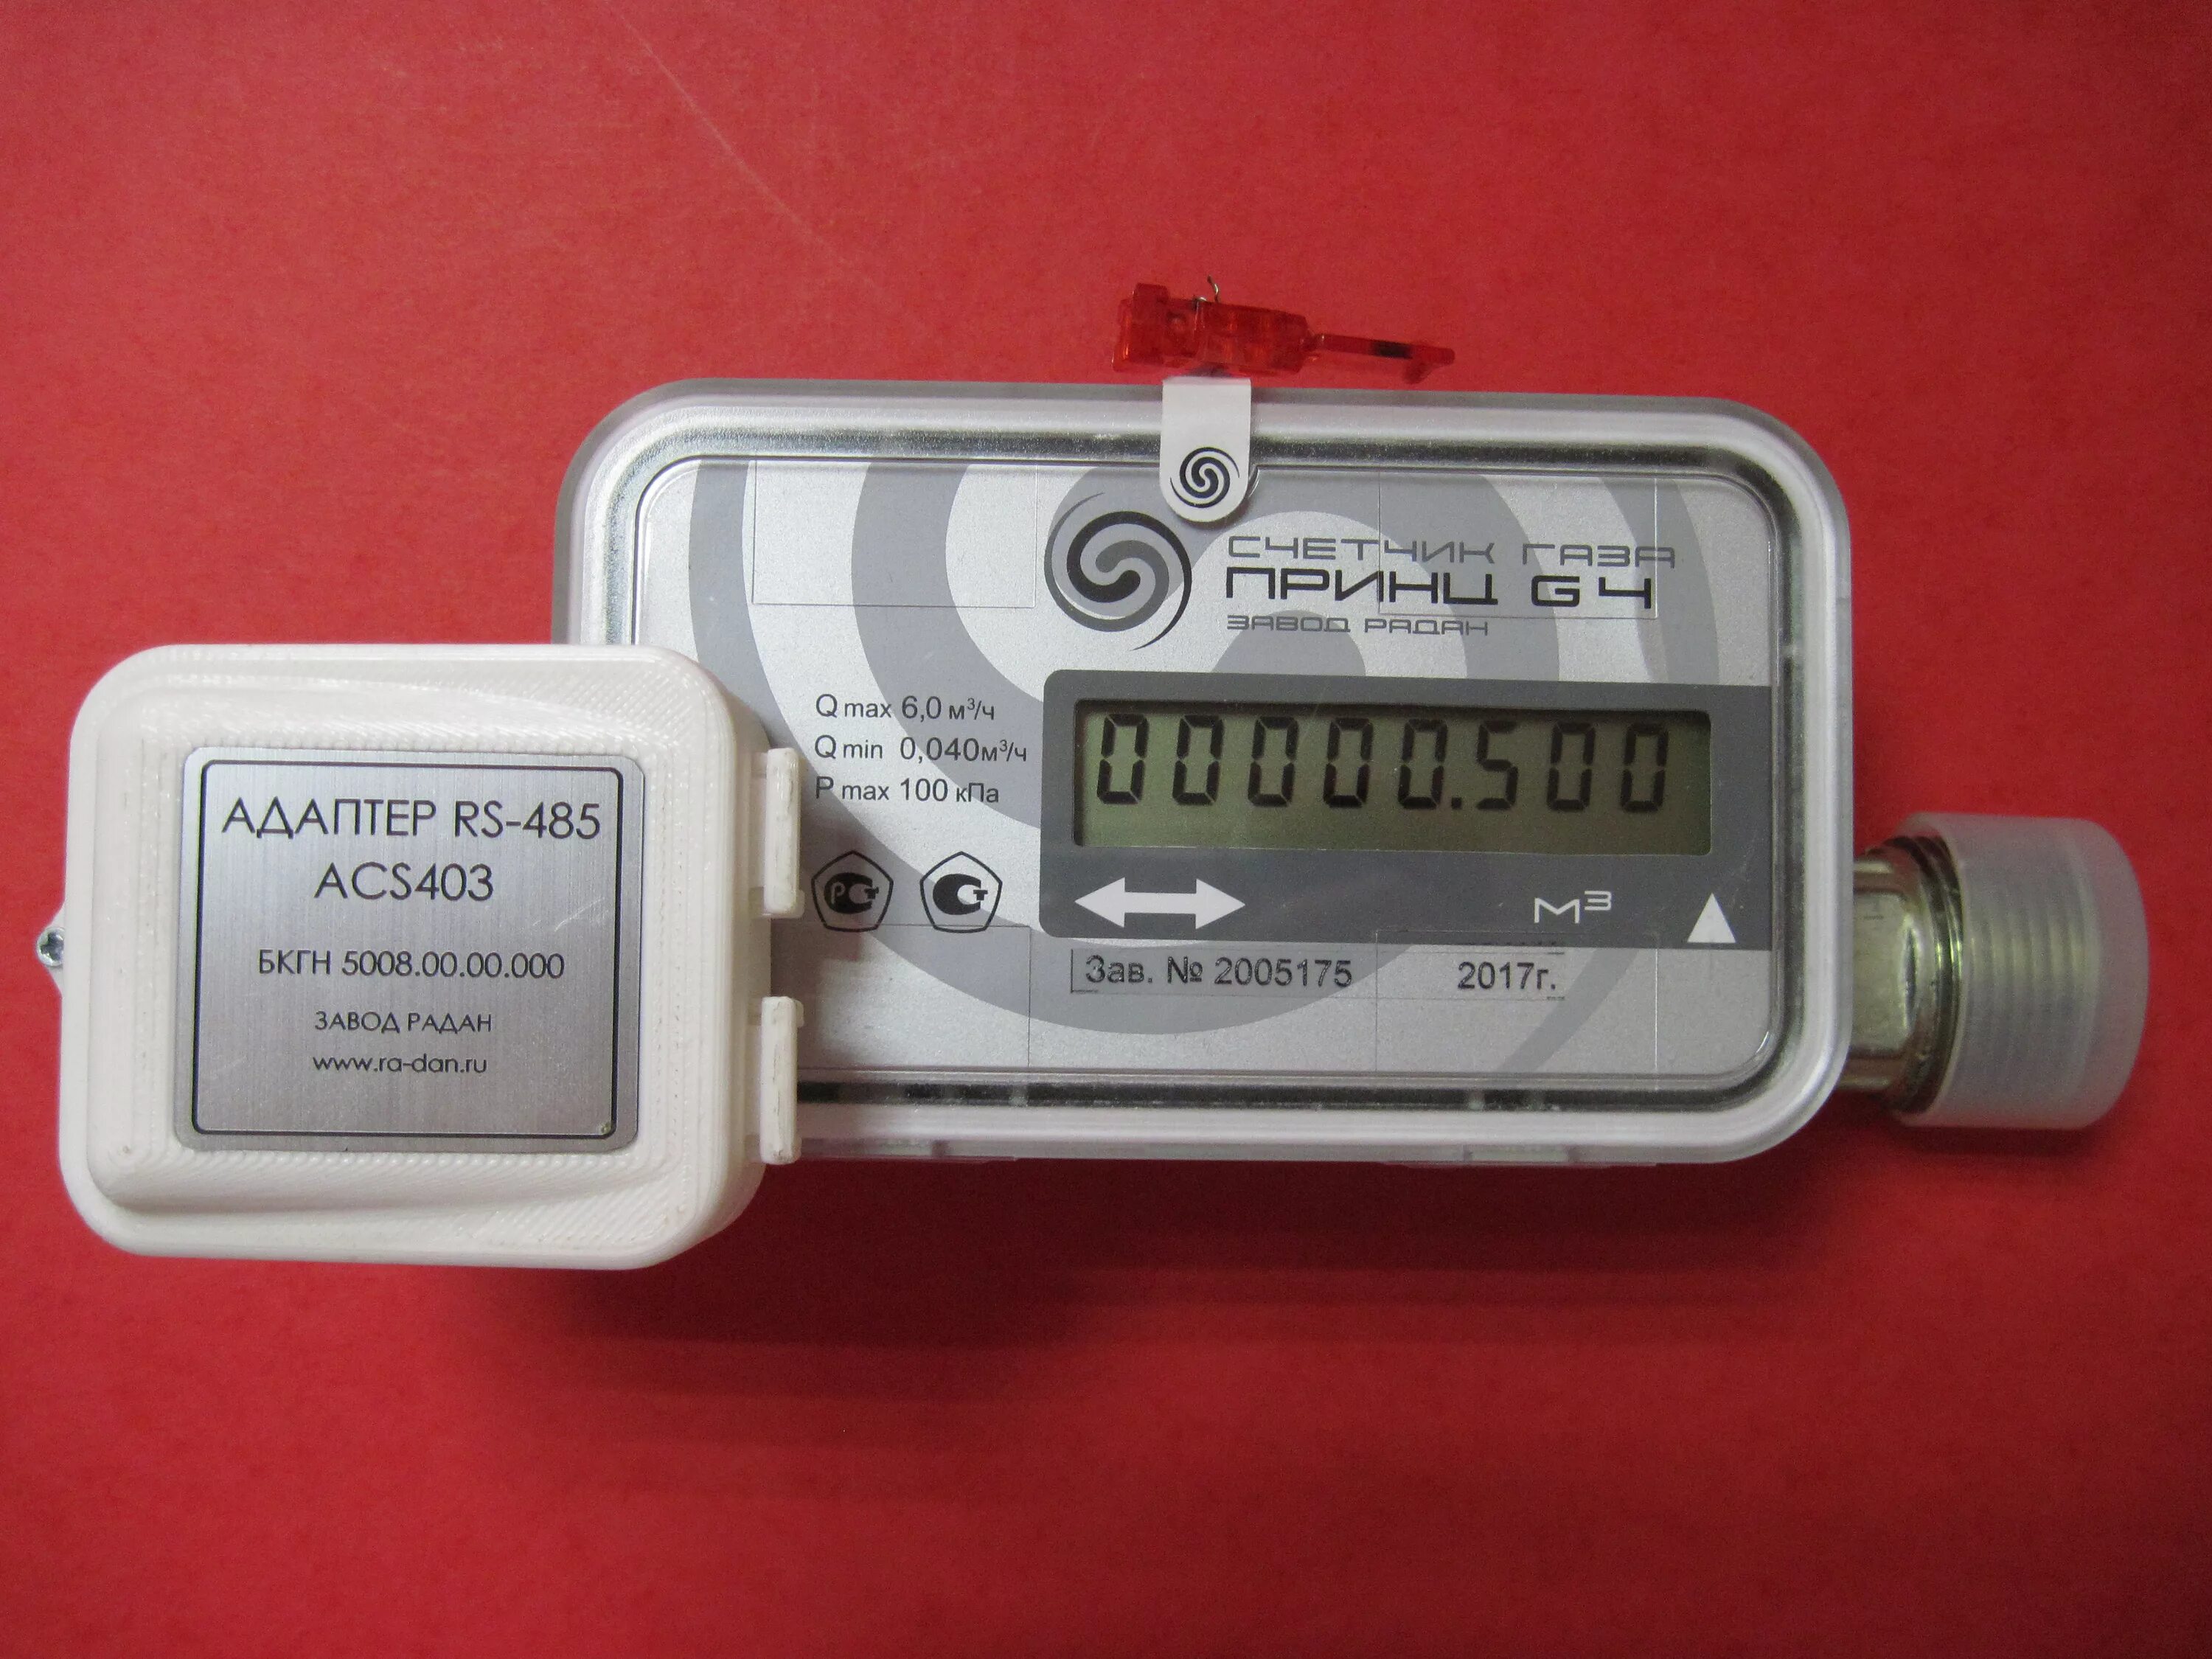 СЧЕТЧИК ГАЗА
ПРИНЦ G4
ЗАВОД РАДАН
Q max 6,0 м³/ч
Q min 0,040м³/ч
P max 100 кПа
00000.500
М³
Зав. № 2005175 2017г.
АДАПТЕР RS-485
ACS403
БКГН 5008.00.00.000
ЗАВОД РАДАН
www.ra-dan.ru